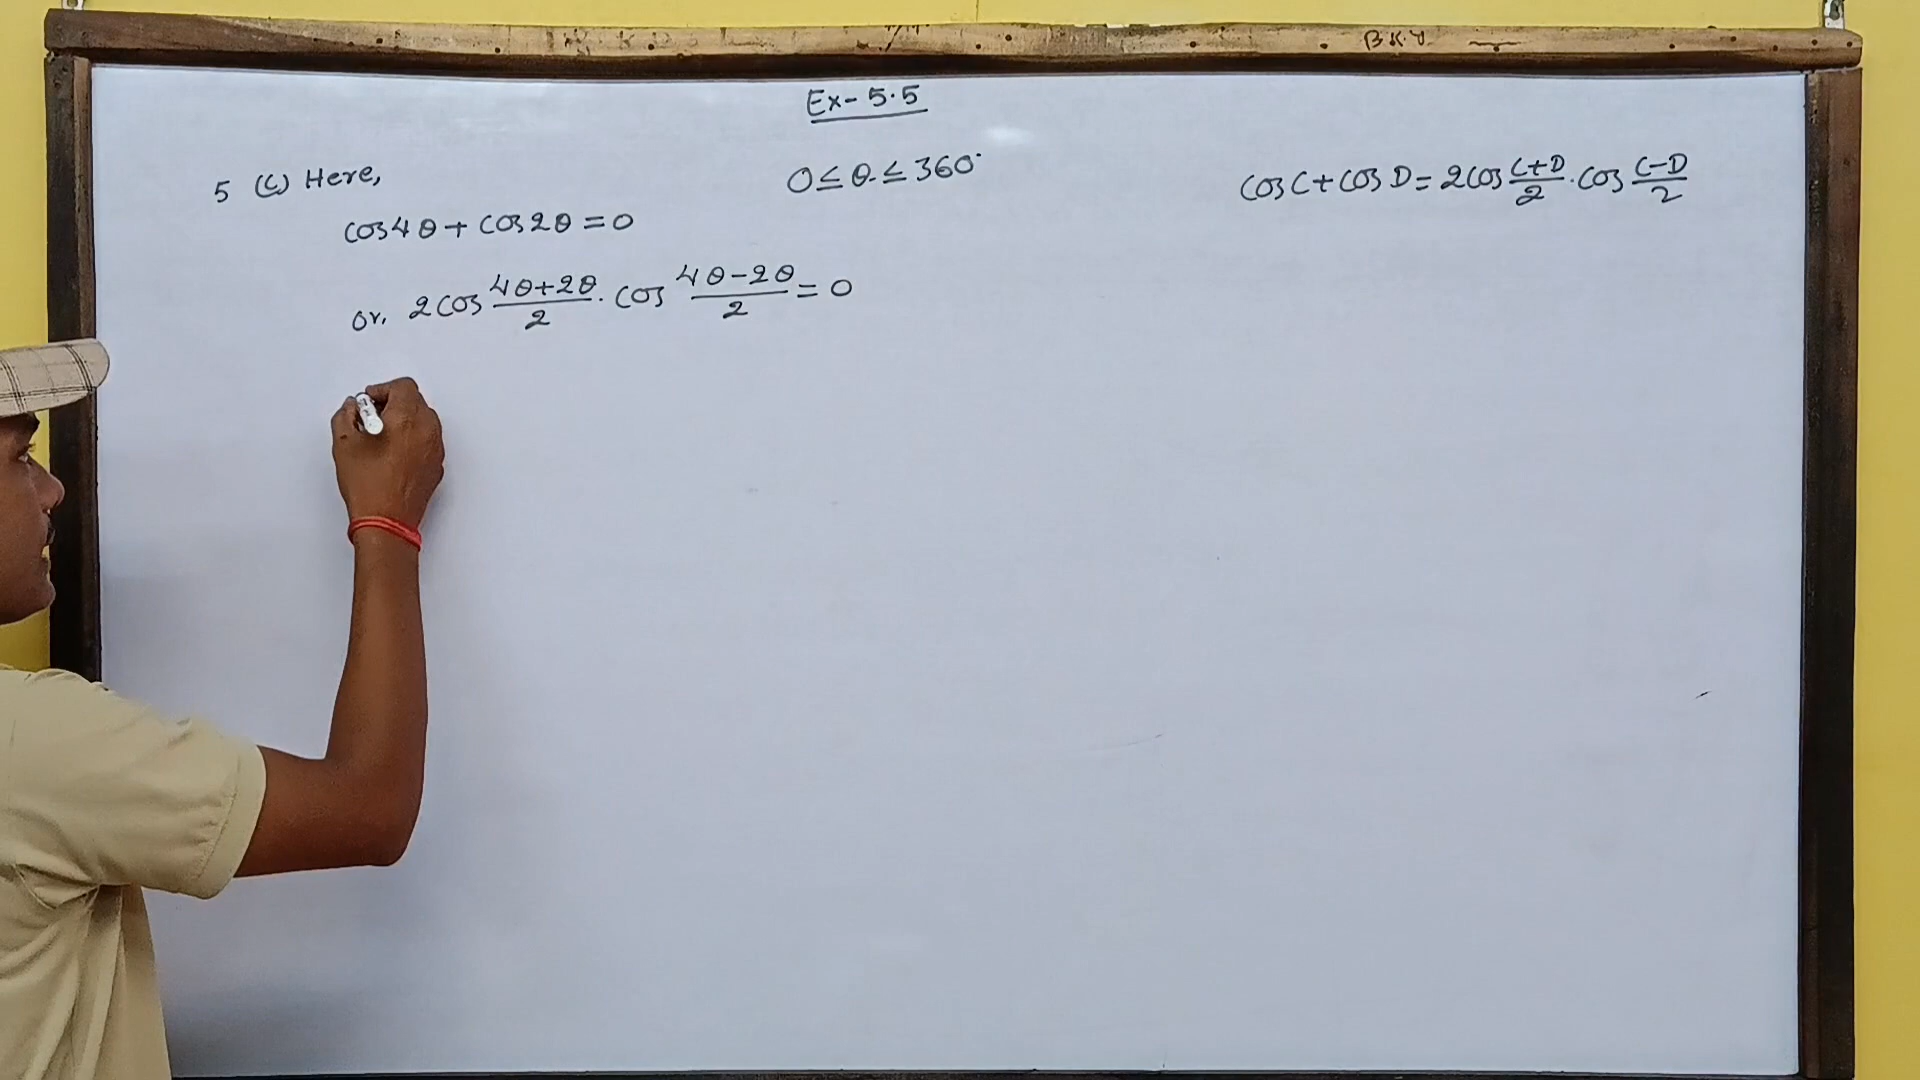 B.K.Y
Ex- 5.5
5 (c) Here,
0 ≤ θ ≤ 360°
cos C + cos D = 2cos (C+D)/2 . cos (C-D)/2
cos4θ + cos2θ = 0
or, 2cos (4θ+2θ)/2 . cos (4θ-2θ)/2 = 0